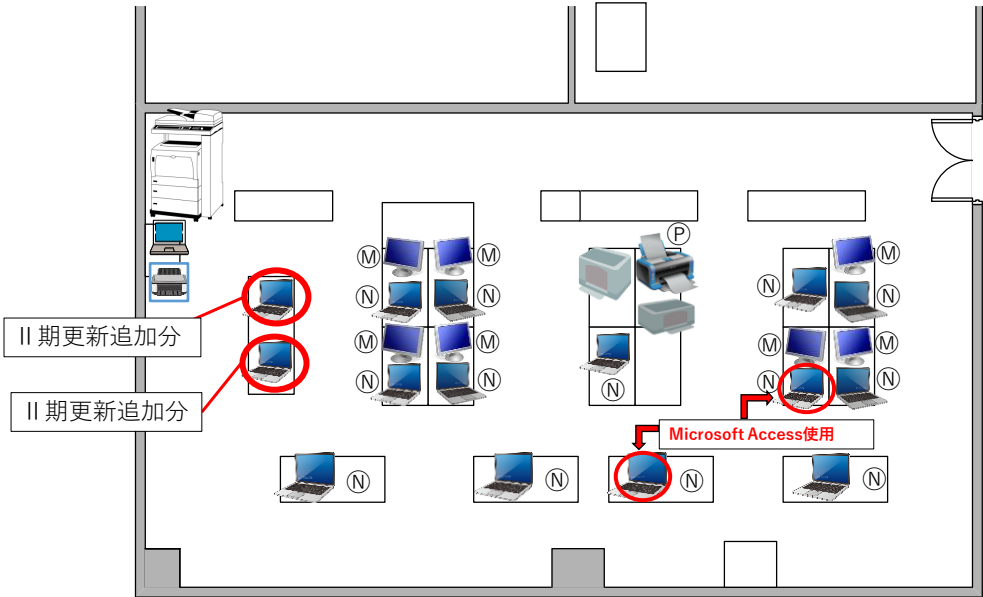 Ⓟ
Ⓜ Ⓜ Ⓜ
Ⓝ Ⓝ Ⓝ Ⓝ
Ⅱ期更新追加分
Ⓜ Ⓜ Ⓜ Ⓜ
Ⓝ Ⓝ Ⓝ Ⓝ Ⓝ
Ⅱ期更新追加分
Microsoft Access使用
Ⓝ Ⓝ Ⓝ Ⓝ